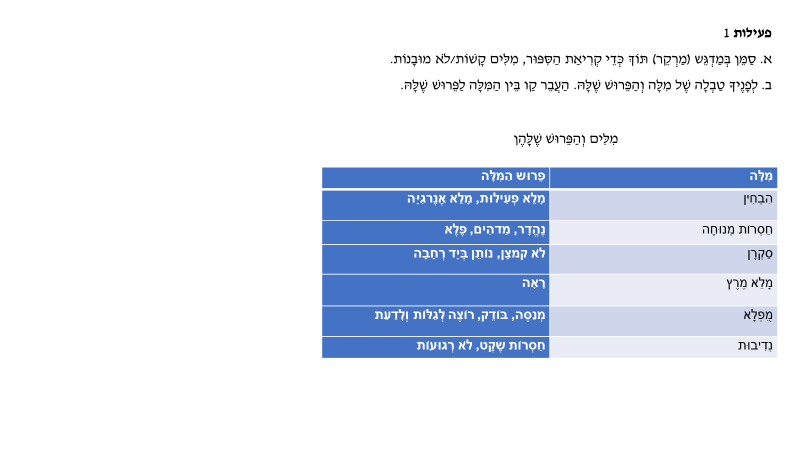 פעילות 1
א. סַמֵּן בְּמַדְגֵּשׁ (מַרְקֵר) תּוֹךְ כְּדֵי קְרִיאַת הַסִּפּוּר, מִלִּים קָשׁוֹת/לֹא מוּבָנוֹת.
ב. לְפָנֶיךָ טַבְלָה שֶׁל מִלָּה וְהַפֵּרוּשׁ שֶׁלָּהּ. הַעֲבֵר קַו בֵּין הַמִּלָּה לַפֵּרוּשׁ שֶׁלָּהּ.
מִלִּים וְהַפֵּרוּשׁ שֶׁלָּהֶן
מִלָּה פֵּרוּשׁ הַמִּלָּה
הִבְחִין מָלֵא פְּעִילוּת, מָלֵא אֶנֶרְגִּיָּה
חַסְרוֹת מְנוּחָה נֶהֱדָר, מַדְהִים, פֶּלֶא
סַקְרָן לֹא קַמְצָן, נוֹתֵן בְּיָד רְחָבָה
מָלֵא מֶרֶץ רָאָה
מֻפְלָא מְנַסֶּה, בּוֹדֵק, רוֹצֶה לְגַלּוֹת וְלָדַעַת
נְדִיבוּת חַסְרוֹת שֶׁקֶט, לֹא רְגוּעוֹת